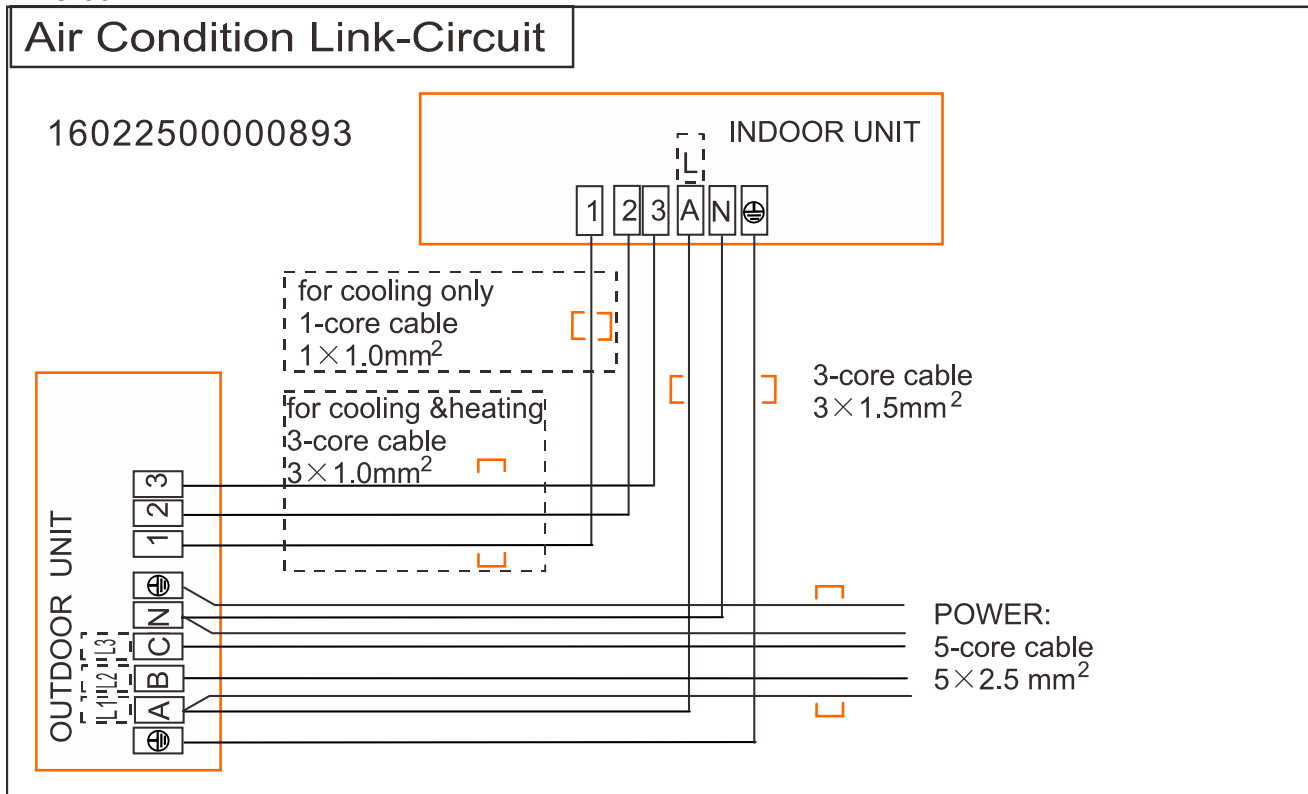 Air Condition Link-Circuit
16022500000893
INDOOR UNIT
L
1 2 3 A N
for cooling only
1-core cable
1×1.0mm²
3-core cable
3×1.5mm²
for cooling &heating
3-core cable
3×1.0mm²
OUTDOOR UNIT
3
2
1
N
L3 C
L2 B
L1 A
POWER:
5-core cable
5×2.5 mm²